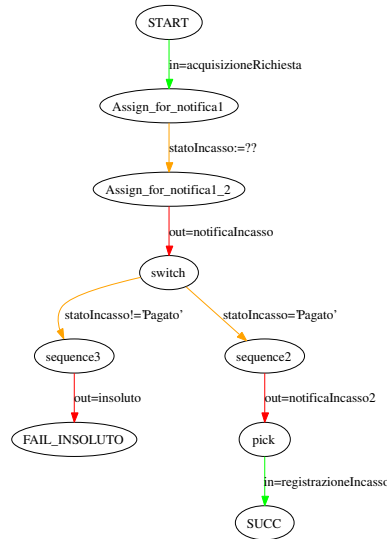 START
in=acquisizioneRichiesta
Assign_for_notifica1
statoIncasso:=??
Assign_for_notifica1_2
out=notificaIncasso
switch
statoIncasso!='Pagato'
statoIncasso='Pagato'
sequence3
sequence2
out=insoluto
out=notificaIncasso2
FAIL_INSOLUTO
pick
in=registrazioneIncasso
SUCC